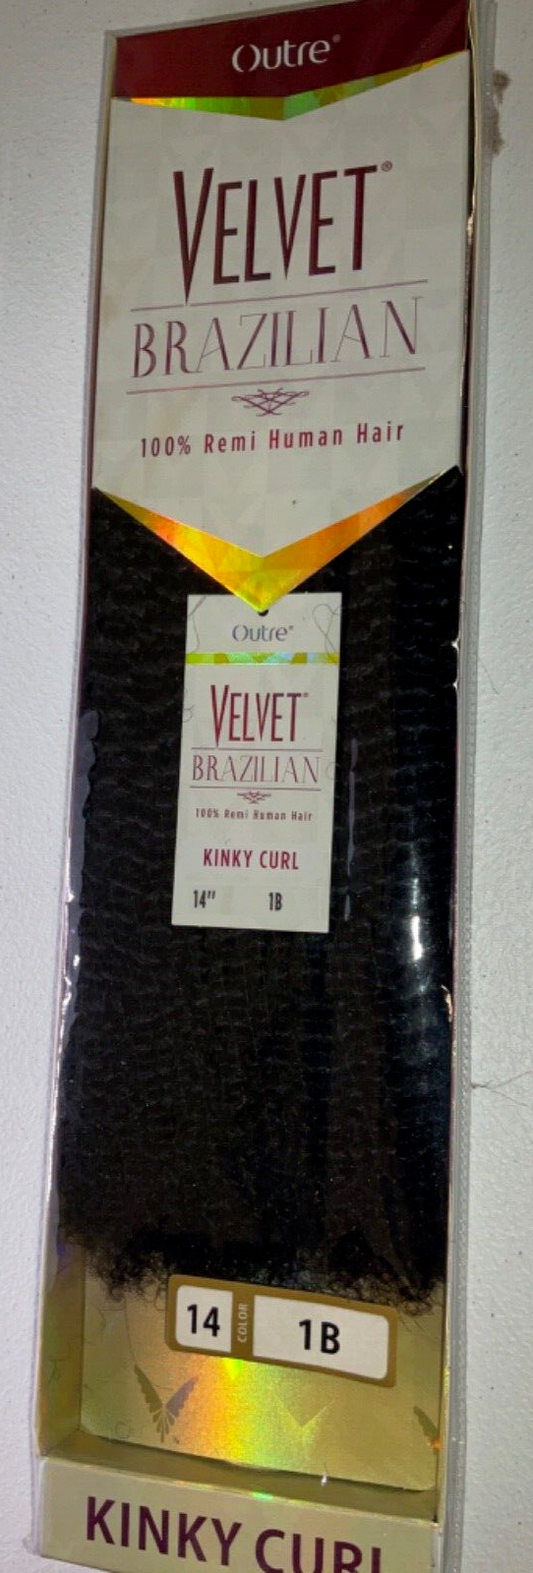 Outre®
VELVET®
BRAZILIAN
100% Remi Human Hair
Outre®
VELVET®
BRAZILIAN
100% Remi Human Hair
KINKY CURL
14" 1B
14 COLOR 1B
KINKY CURL